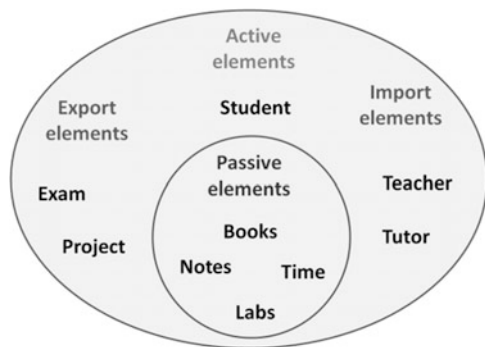 Active
elements
Export
elements
Import
elements
Student
Passive
elements
Exam
Teacher
Books
Project
Tutor
Notes
Time
Labs